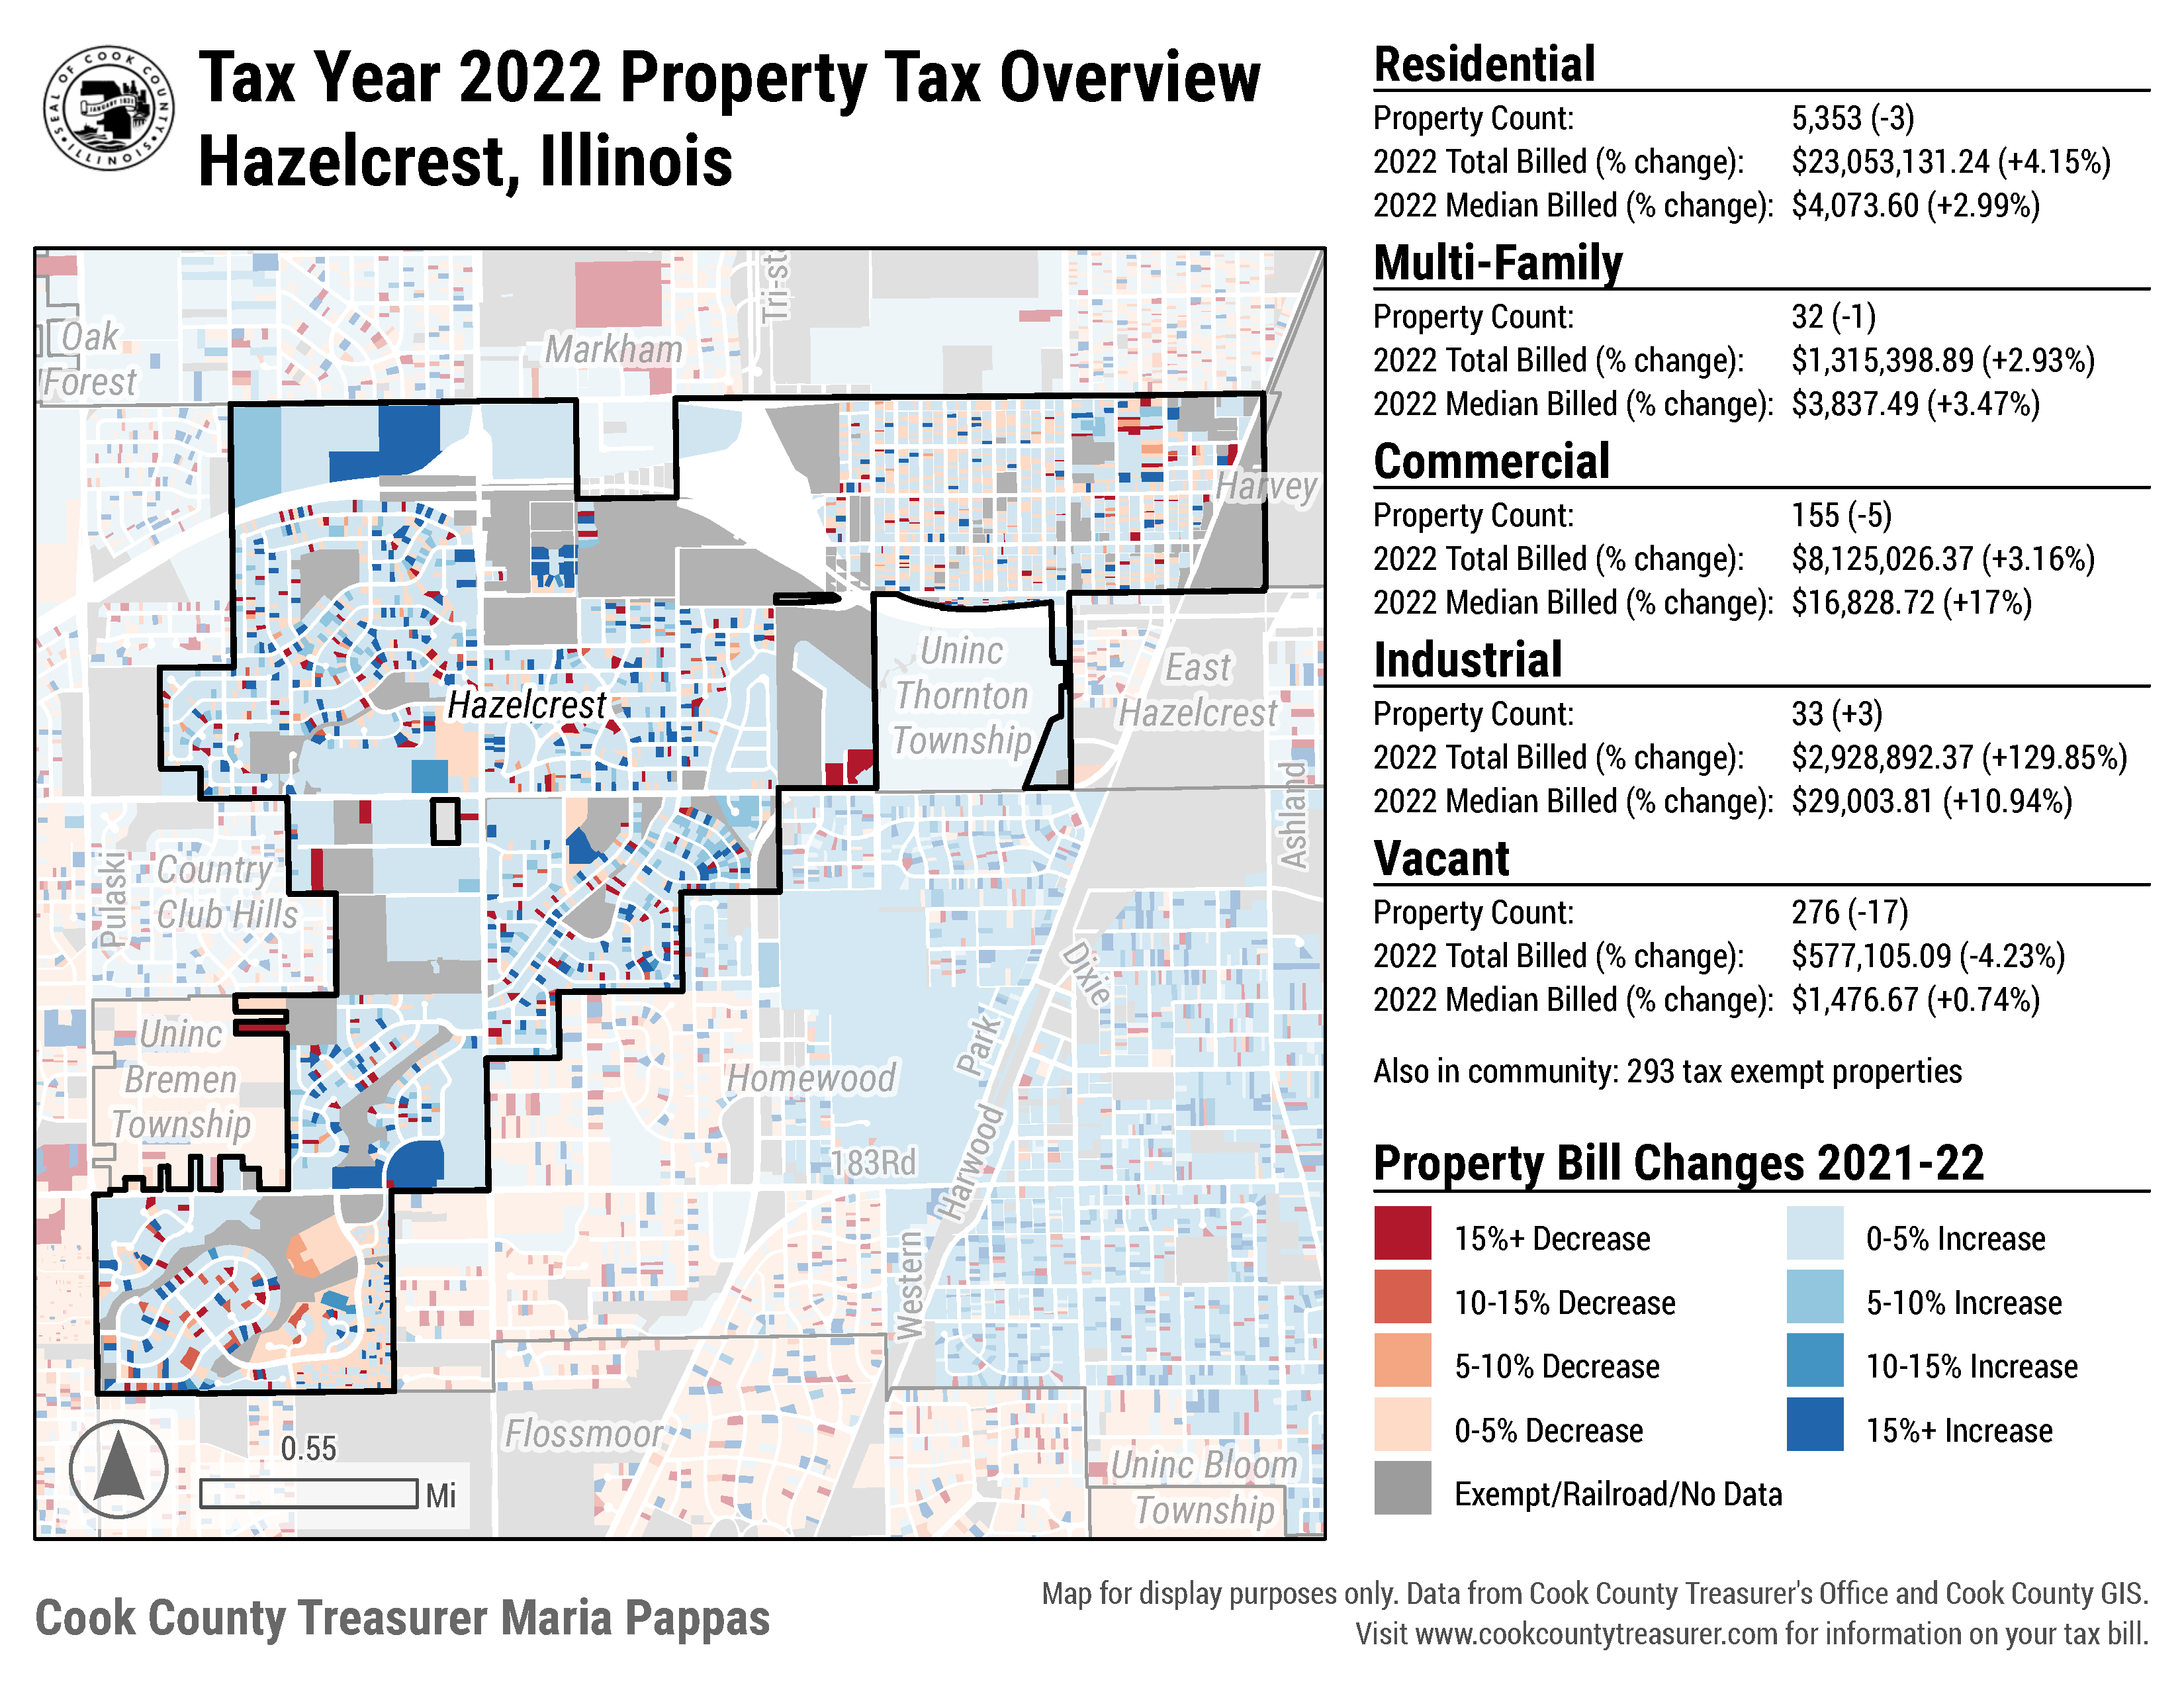 SEAL OF COOK COUNTY
JANUARY 1831
ILLINOIS
Tax Year 2022 Property Tax Overview
Hazelcrest, Illinois
Oak
Forest
Markham
Tri-st
Harvey
Uninc
Thornton
Township
East
Hazelcrest
Hazelcrest
Ashland
Pulaski
Country
Club Hills
Dixie
Uninc
Bremen
Township
Park
Homewood
Harwood
183Rd
Western
Flossmoor
Uninc Bloom
Township
0.55
Mi
Residential
Property Count: 5,353 (-3)
2022 Total Billed (% change): $23,053,131.24 (+4.15%)
2022 Median Billed (% change): $4,073.60 (+2.99%)
Multi-Family
Property Count: 32 (-1)
2022 Total Billed (% change): $1,315,398.89 (+2.93%)
2022 Median Billed (% change): $3,837.49 (+3.47%)
Commercial
Property Count: 155 (-5)
2022 Total Billed (% change): $8,125,026.37 (+3.16%)
2022 Median Billed (% change): $16,828.72 (+17%)
Industrial
Property Count: 33 (+3)
2022 Total Billed (% change): $2,928,892.37 (+129.85%)
2022 Median Billed (% change): $29,003.81 (+10.94%)
Vacant
Property Count: 276 (-17)
2022 Total Billed (% change): $577,105.09 (-4.23%)
2022 Median Billed (% change): $1,476.67 (+0.74%)
Also in community: 293 tax exempt properties
Property Bill Changes 2021-22
15%+ Decrease
10-15% Decrease
5-10% Decrease
0-5% Decrease
Exempt/Railroad/No Data
0-5% Increase
5-10% Increase
10-15% Increase
15%+ Increase
Cook County Treasurer Maria Pappas
Map for display purposes only. Data from Cook County Treasurer's Office and Cook County GIS.
Visit www.cookcountytreasurer.com for information on your tax bill.